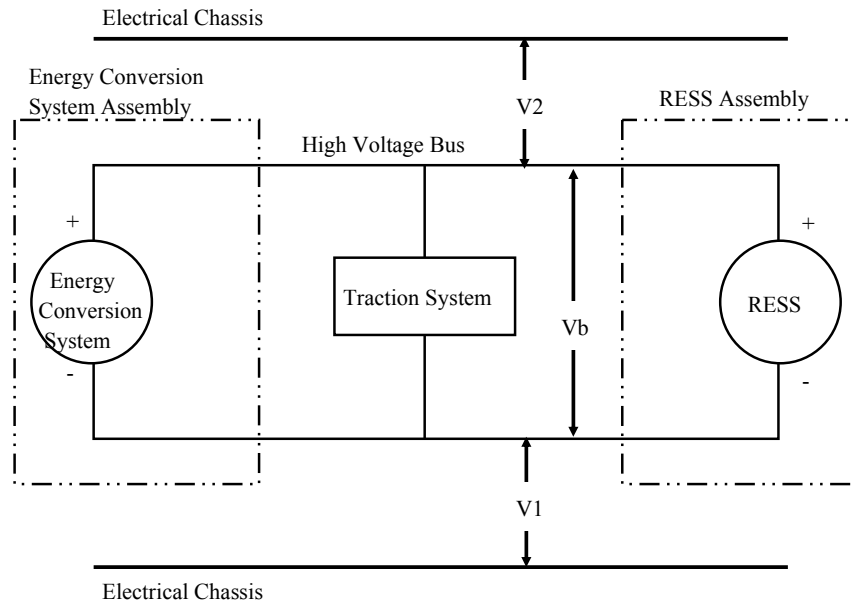 Electrical Chassis
Energy Conversion
System Assembly
V2
RESS Assembly
High Voltage Bus
+
+
Energy
Conversion
System
Traction System
Vb
RESS
-
-
V1
Electrical Chassis